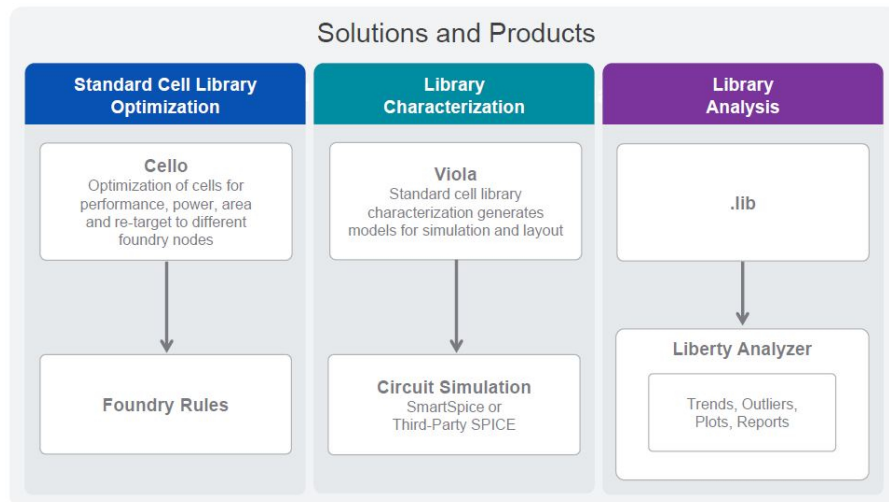 Solutions and Products
Standard Cell Library
Optimization
Cello
Optimization of cells for
performance, power, area
and re-target to different
foundry nodes
Foundry Rules
Library
Characterization
Viola
Standard cell library
characterization generates
models for simulation and layout
Circuit Simulation
SmartSpice or
Third-Party SPICE
Library
Analysis
.lib
Liberty Analyzer
Trends, Outliers,
Plots, Reports